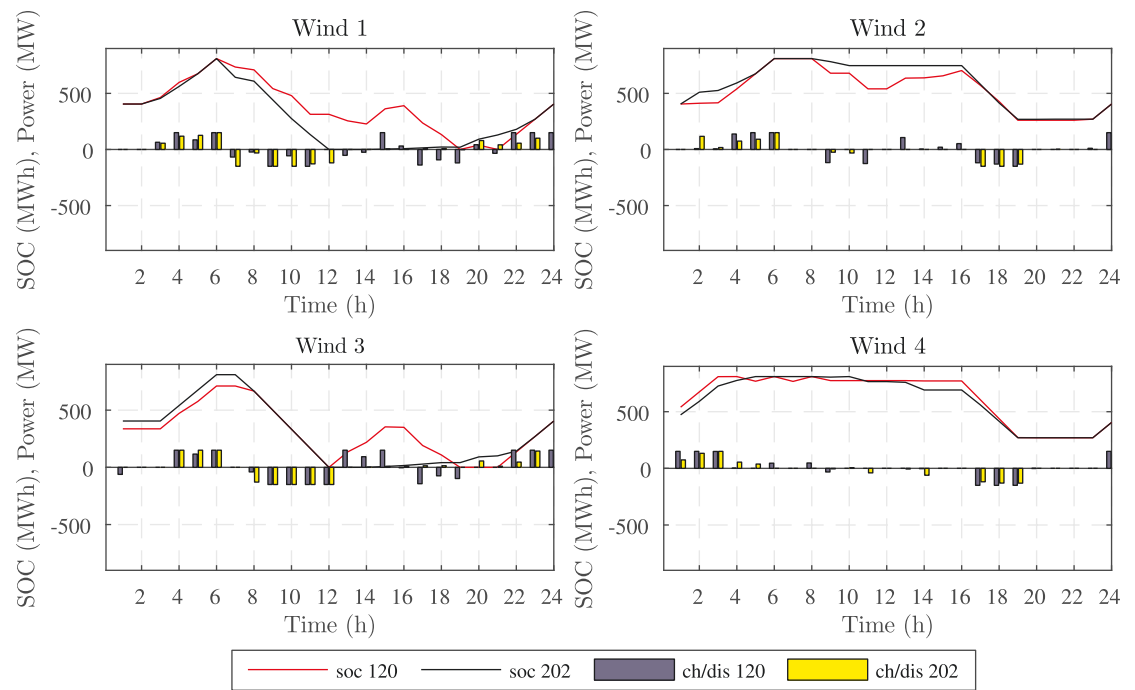 Wind 1
SOC (MWh), Power (MW)
500
0
-500
2 4 6 8 10 12 14 16 18 20 22 24
Time (h)
Wind 2
SOC (MWh), Power (MW)
500
0
-500
2 4 6 8 10 12 14 16 18 20 22 24
Time (h)
Wind 3
SOC (MWh), Power (MW)
500
0
-500
2 4 6 8 10 12 14 16 18 20 22 24
Time (h)
Wind 4
SOC (MWh), Power (MW)
500
0
-500
2 4 6 8 10 12 14 16 18 20 22 24
Time (h)
soc 120 soc 202 ch/dis 120 ch/dis 202